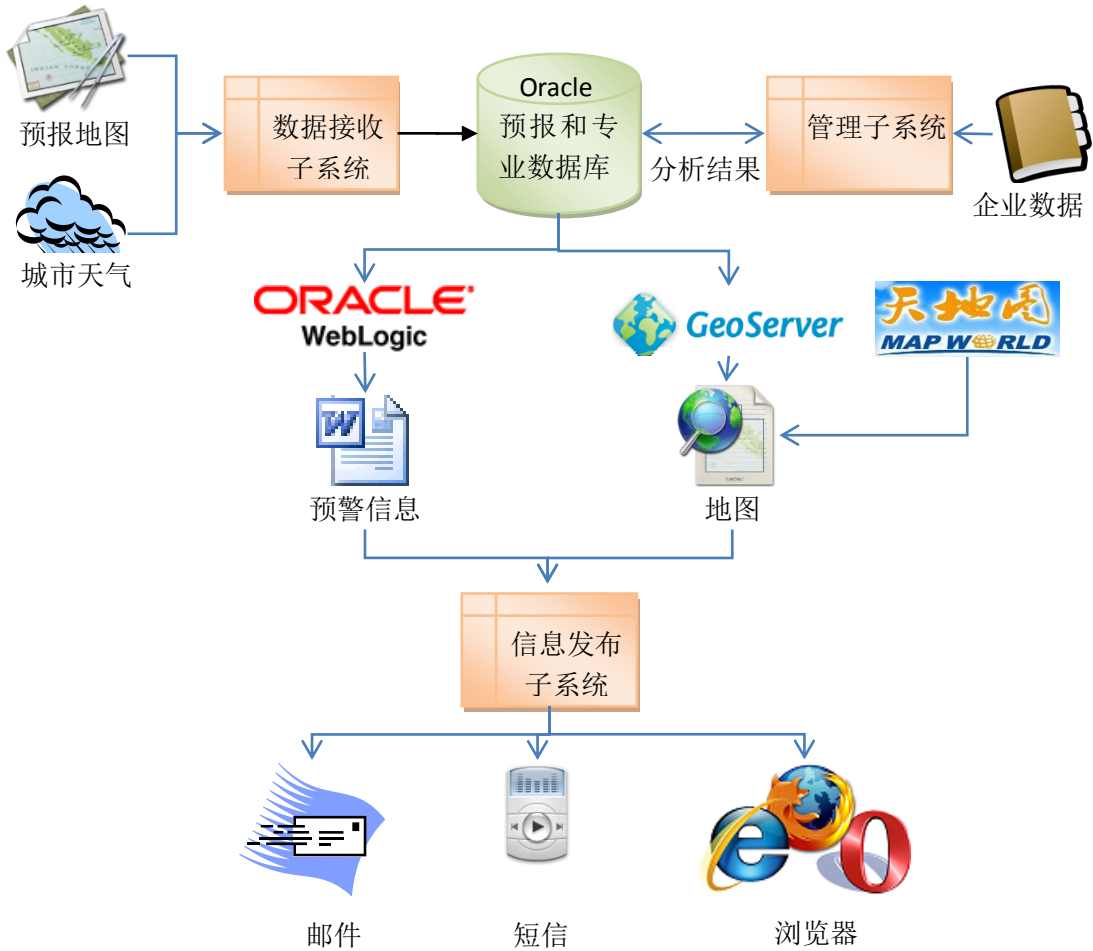 预报地图
城市天气
数据接收
子系统
Oracle
预报和专
业数据库
分析结果
管理子系统
企业数据
ORACLE
WebLogic
GeoServer
天地图
MAP WORLD
W
预警信息
地图
信息发布
子系统
邮件
短信
浏览器